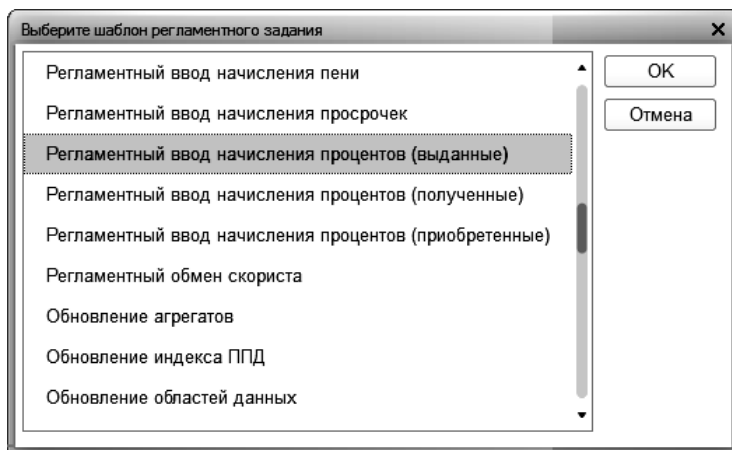 Выберите шаблон регламентного задания
Регламентный ввод начисления пени
Регламентный ввод начисления просрочек
Регламентный ввод начисления процентов (выданные)
Регламентный ввод начисления процентов (полученные)
Регламентный ввод начисления процентов (приобретенные)
Регламентный обмен скориста
Обновление агрегатов
Обновление индекса ППД
Обновление областей данных
OK
Отмена